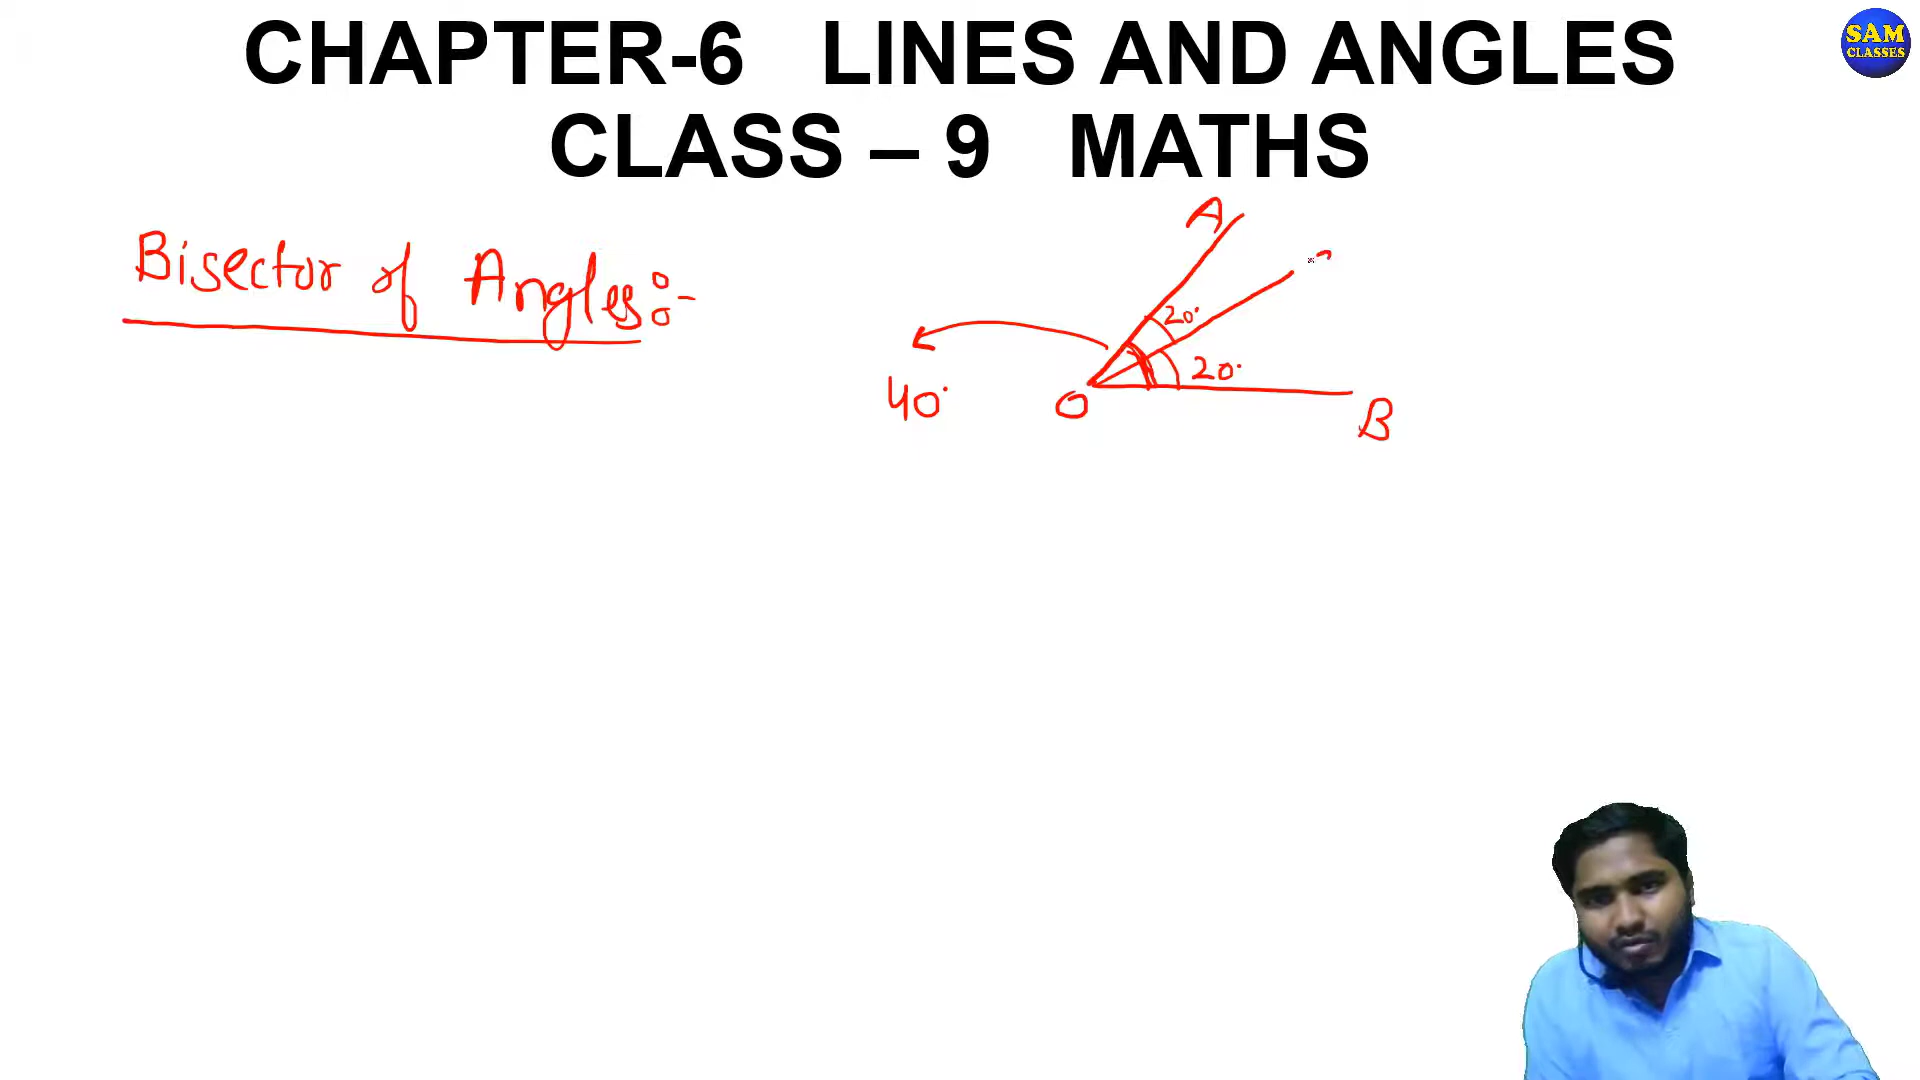 CHAPTER-6 LINES AND ANGLES
CLASS – 9 MATHS
SAM
CLASSES
Bisector of Angles:-
A
20°
20°
40°
O
B